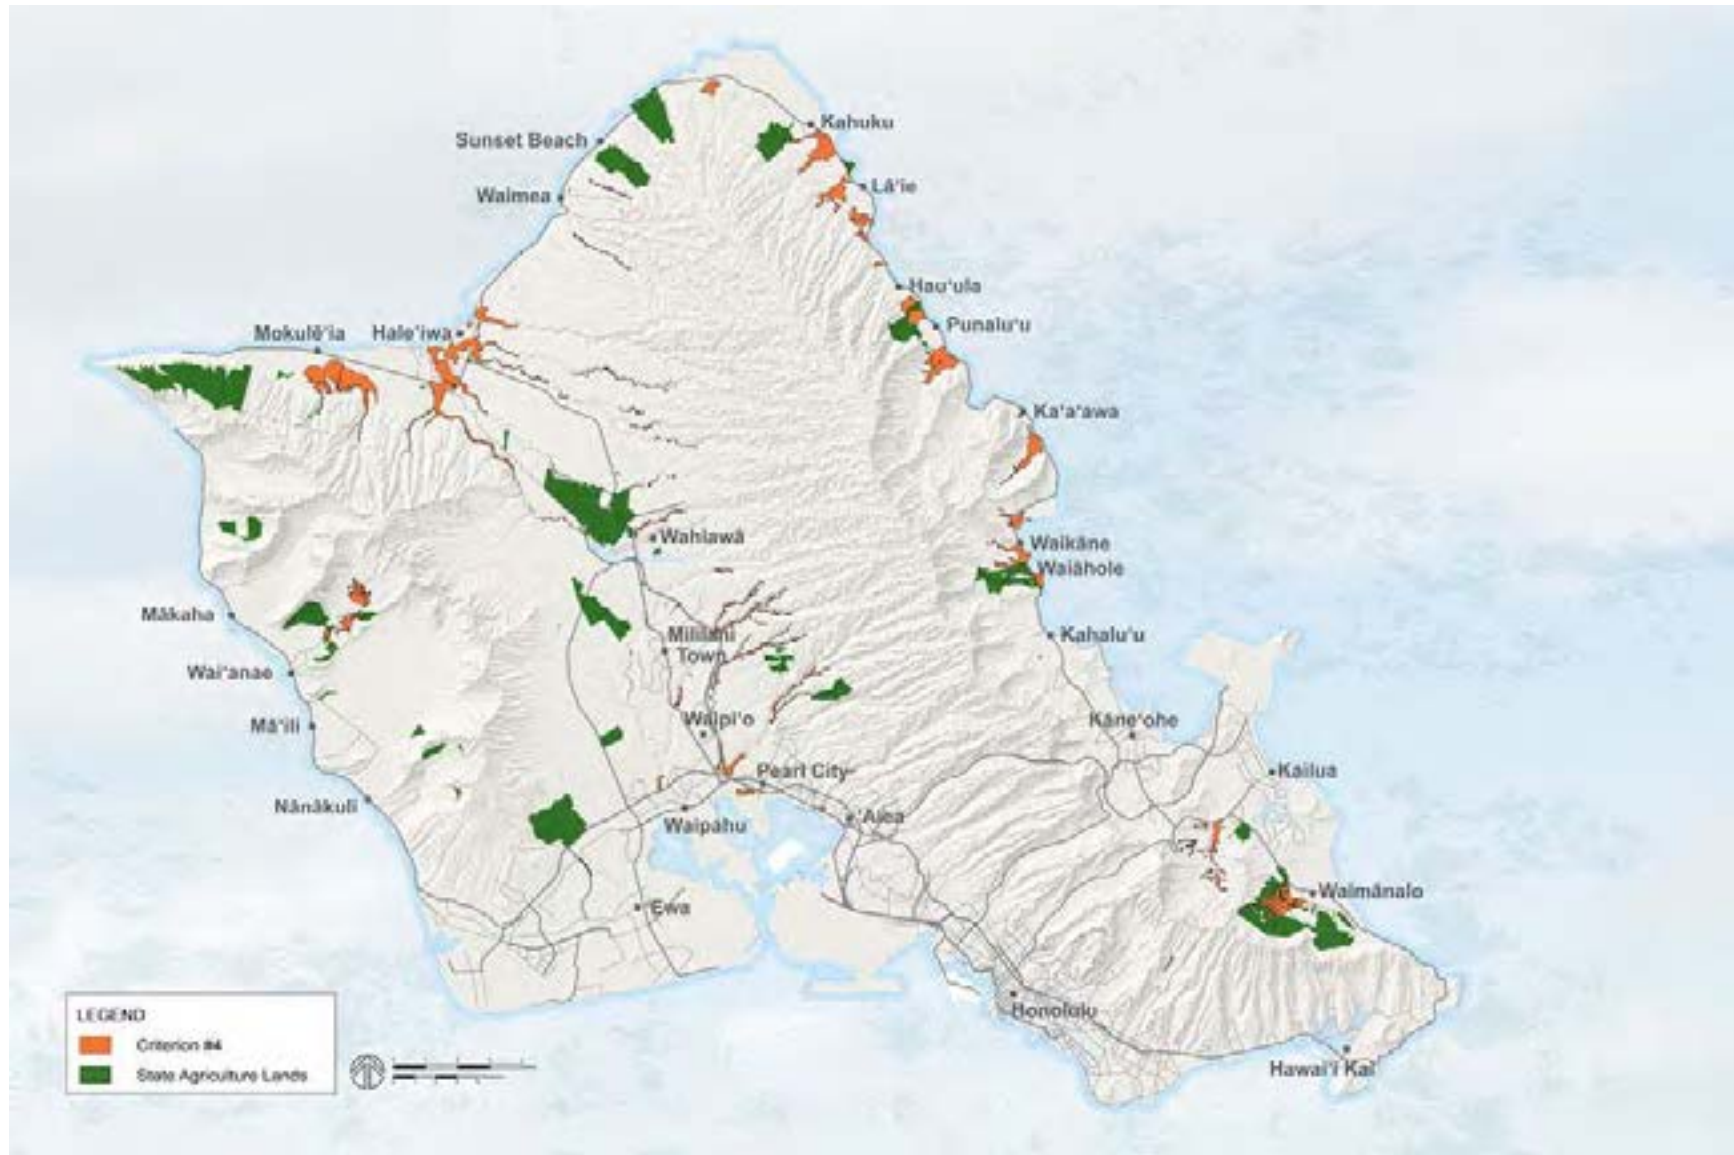 Kahuku
Sunset Beach
Lā‘ie
Waimea
Hau‘ula
Punalu‘u
Mokulē‘ia
Hale‘iwa
Ka‘a‘awa
Wahiawā
Waikāne
Waiāhole
Mākaha
Mililani
Town
Kahalu‘u
Wai‘anae
Mā‘ili
Waipi‘o
Kāne‘ohe
Pearl City
Kailua
Nānākuli
Waipāhu
‘Aiea
Waimānalo
Ewa
Honolulu
Hawai‘i Kai
LEGEND
Criterion #4
State Agriculture Lands